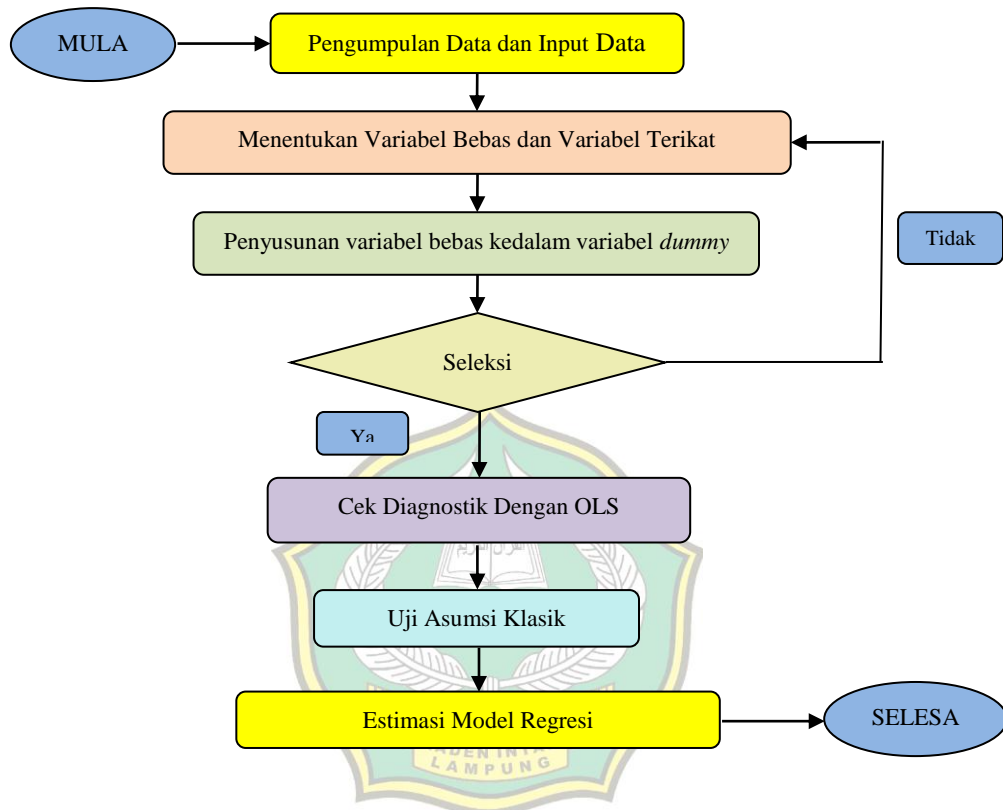 MULA
Pengumpulan Data dan Input Data
Menentukan Variabel Bebas dan Variabel Terikat
Penyusunan variabel bebas kedalam variabel dummy
Tidak
Seleksi
Ya
Cek Diagnostik Dengan OLS
Uji Asumsi Klasik
Estimasi Model Regresi
SELESA
LAMPUNG